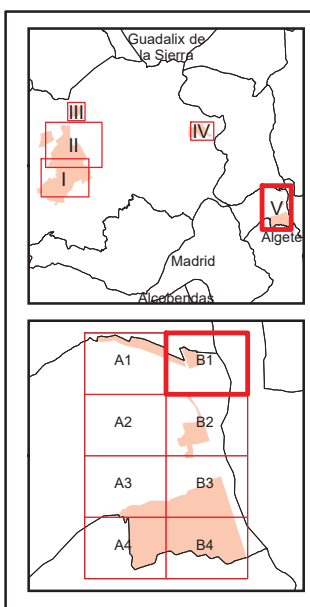 Guadalix de
la Sierra
III
IV
II
I
V
Algete
Madrid
Alcobendas
A1 B1
A2 B2
A3 B3
A4 B4